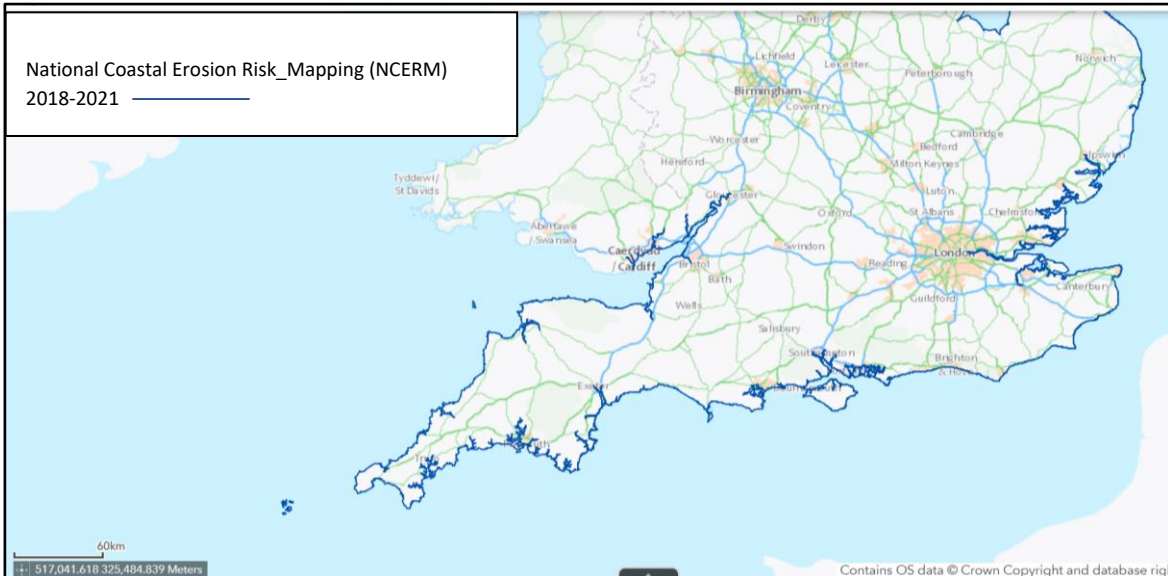 National Coastal Erosion Risk_Mapping (NCERM)
2018-2021
Derby
Lichfield
Leicester
Peterborough
Norwich
Birmingham
Coventry
Worcester
Cambridge
Bedford
Hereford
Milton Keynes
Ipswich
Tyddewi/
St Davids
Gloucester
Luton
Oxford
St Albans
Chelmsfo
Abertawe
/ Swansea
Caerdydd
/ Cardiff
Bristol
Swindon
London
Reading
Bath
Canterbury
Guildford
Wells
Salisbury
Southampton
Brighton
& Hove
Exeter
60km
517,041.618 325,484.839 Meters
Contains OS data © Crown Copyright and database righ